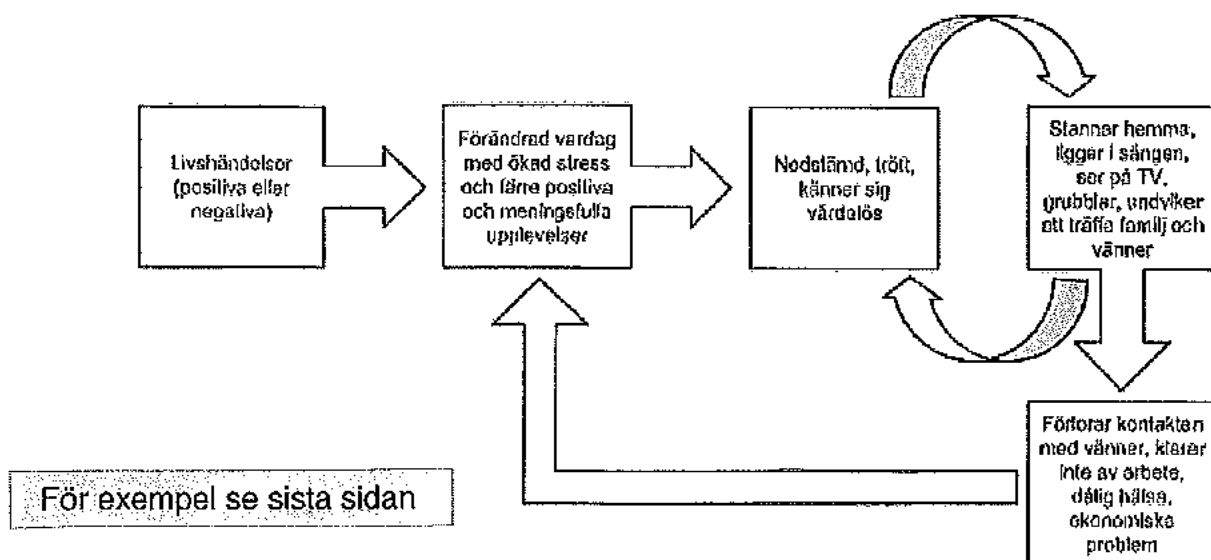 Livshändelser
(positiva eller
negativa)
Förändrad vardag
med ökad stress
och färre positiva
och meningsfulla
upplevelser
Nedstämd, trött,
känner sig
värdelös
Stannar hemma,
ligger i sängen,
ser på TV,
grubblar, undviker
att träffa familj och
vänner
Förlorar kontakten
med vänner, klarar
inte av arbete,
dålig hälsa,
ekonomiska
problem
För exempel se sista sidan